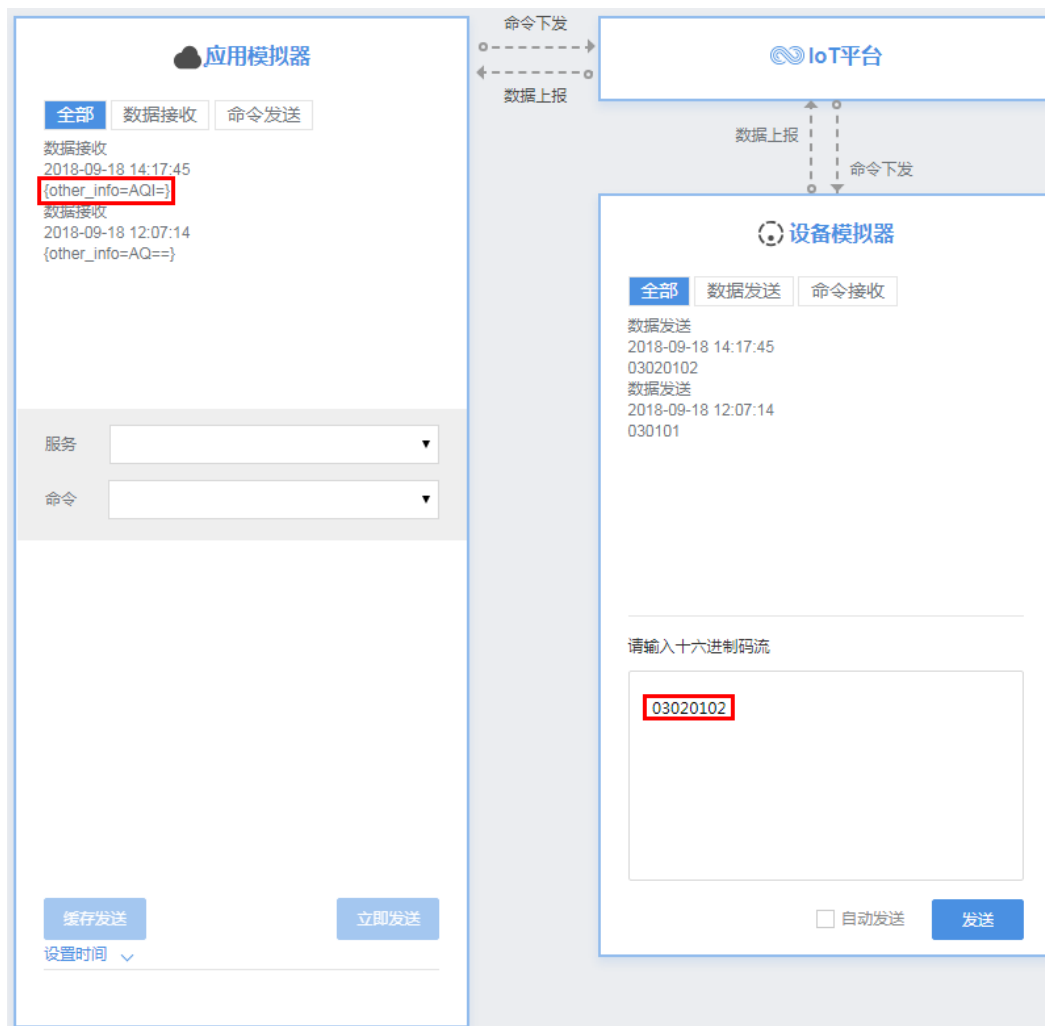 应用模拟器
全部 数据接收 命令发送
数据接收
2018-09-18 14:17:45
{other_info=AQI=}
数据接收
2018-09-18 12:07:14
{other_info=AQ==}
服务
命令
缓存发送 立即发送
设置时间
命令下发
数据上报
IoT平台
数据上报
命令下发
设备模拟器
全部 数据发送 命令接收
数据发送
2018-09-18 14:17:45
03020102
数据发送
2018-09-18 12:07:14
030101
请输入十六进制码流
03020102
自动发送 发送